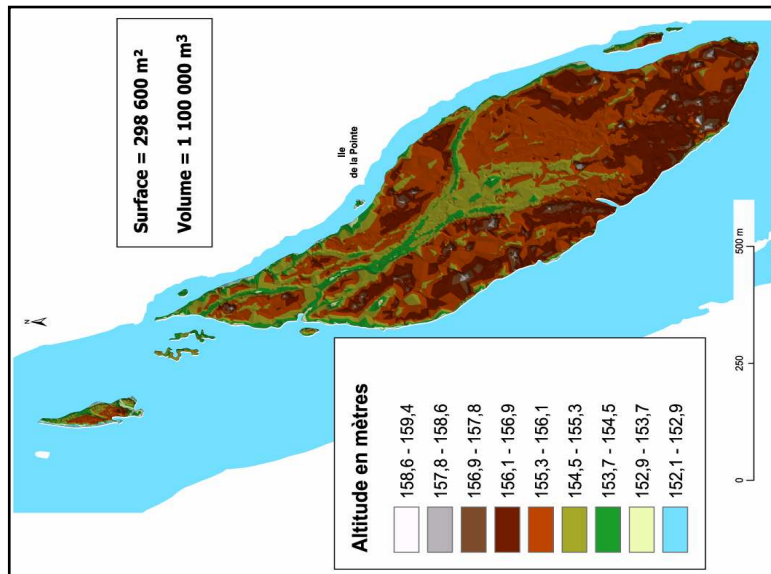 Surface = 298 600 m²
Volume = 1 100 000 m³
Ile
de la Pointe
N
Altitude en mètres
158,6 - 159,4
157,8 - 158,6
156,9 - 157,8
156,1 - 156,9
155,3 - 156,1
154,5 - 155,3
153,7 - 154,5
152,9 - 153,7
152,1 - 152,9
0
250
500 m